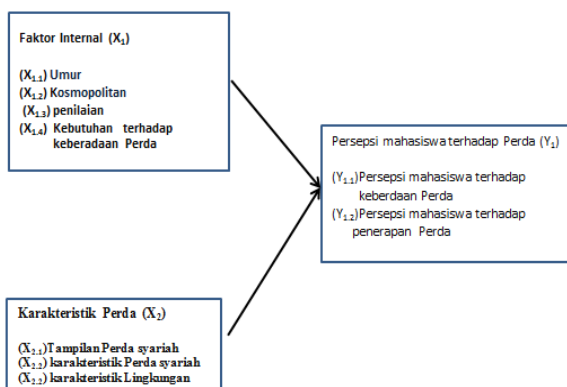 Faktor Internal (X1)
(X1.1) Umur
(X1.2) Kosmopolitan
(X1.3) penilaian
(X1.4) Kebutuhan terhadap
keberadaan Perda
Persepsi mahasiswa terhadap Perda (Y1)
(Y1.1)Persepsi mahasiswa terhadap
keberdaan Perda
(Y1.2)Persepsi mahasiswa terhadap
penerapan Perda
Karakteristik Perda (X2)
(X2.1)Tampilan Perda syariah
(X2.2) karakteristik Perda syariah
(X2.2) karakteristik Lingkungan